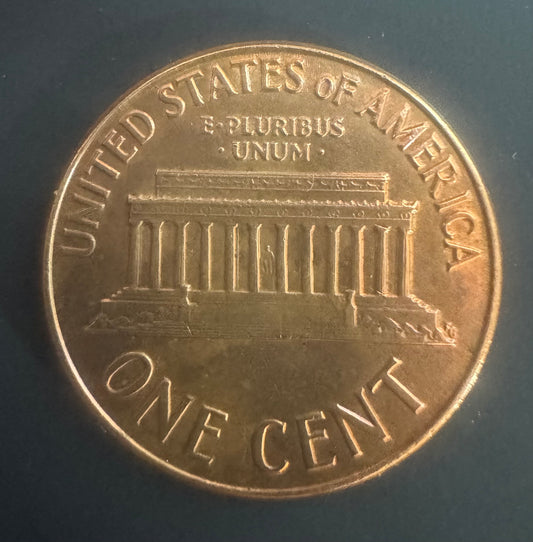 UNITED STATES OF AMERICA
E·PLURIBUS
·UNUM·
ONE CENT